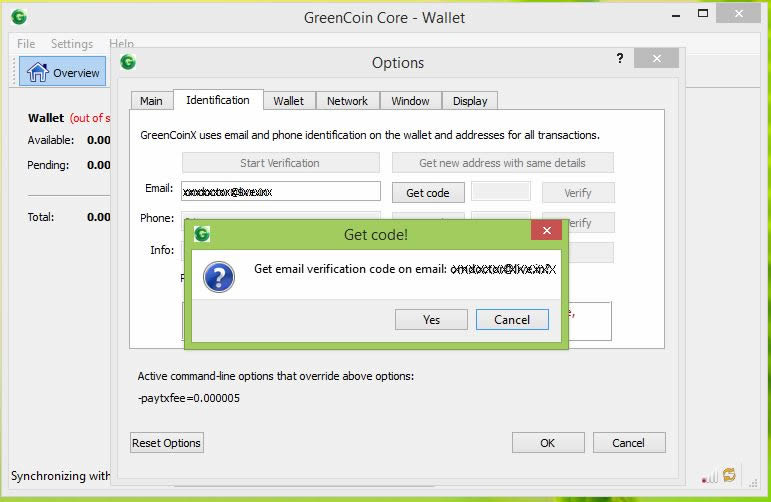 GreenCoin Core - Wallet
File Settings Help
Options
?
Overview
Main Identification Wallet Network Window Display
Wallet (out of s
GreenCoinX uses email and phone identification on the wallet and addresses for all transactions.
Available: 0.00
Start Verification Get new address with same details
Pending: 0.00
Email: Get code Verify
Total: 0.00
Phone: erify
Info:
Get code!
Get email verification code on email:
Yes Cancel
e,
Active command-line options that override above options:
-paytxfee=0.000005
Reset Options OK Cancel
Synchronizing with